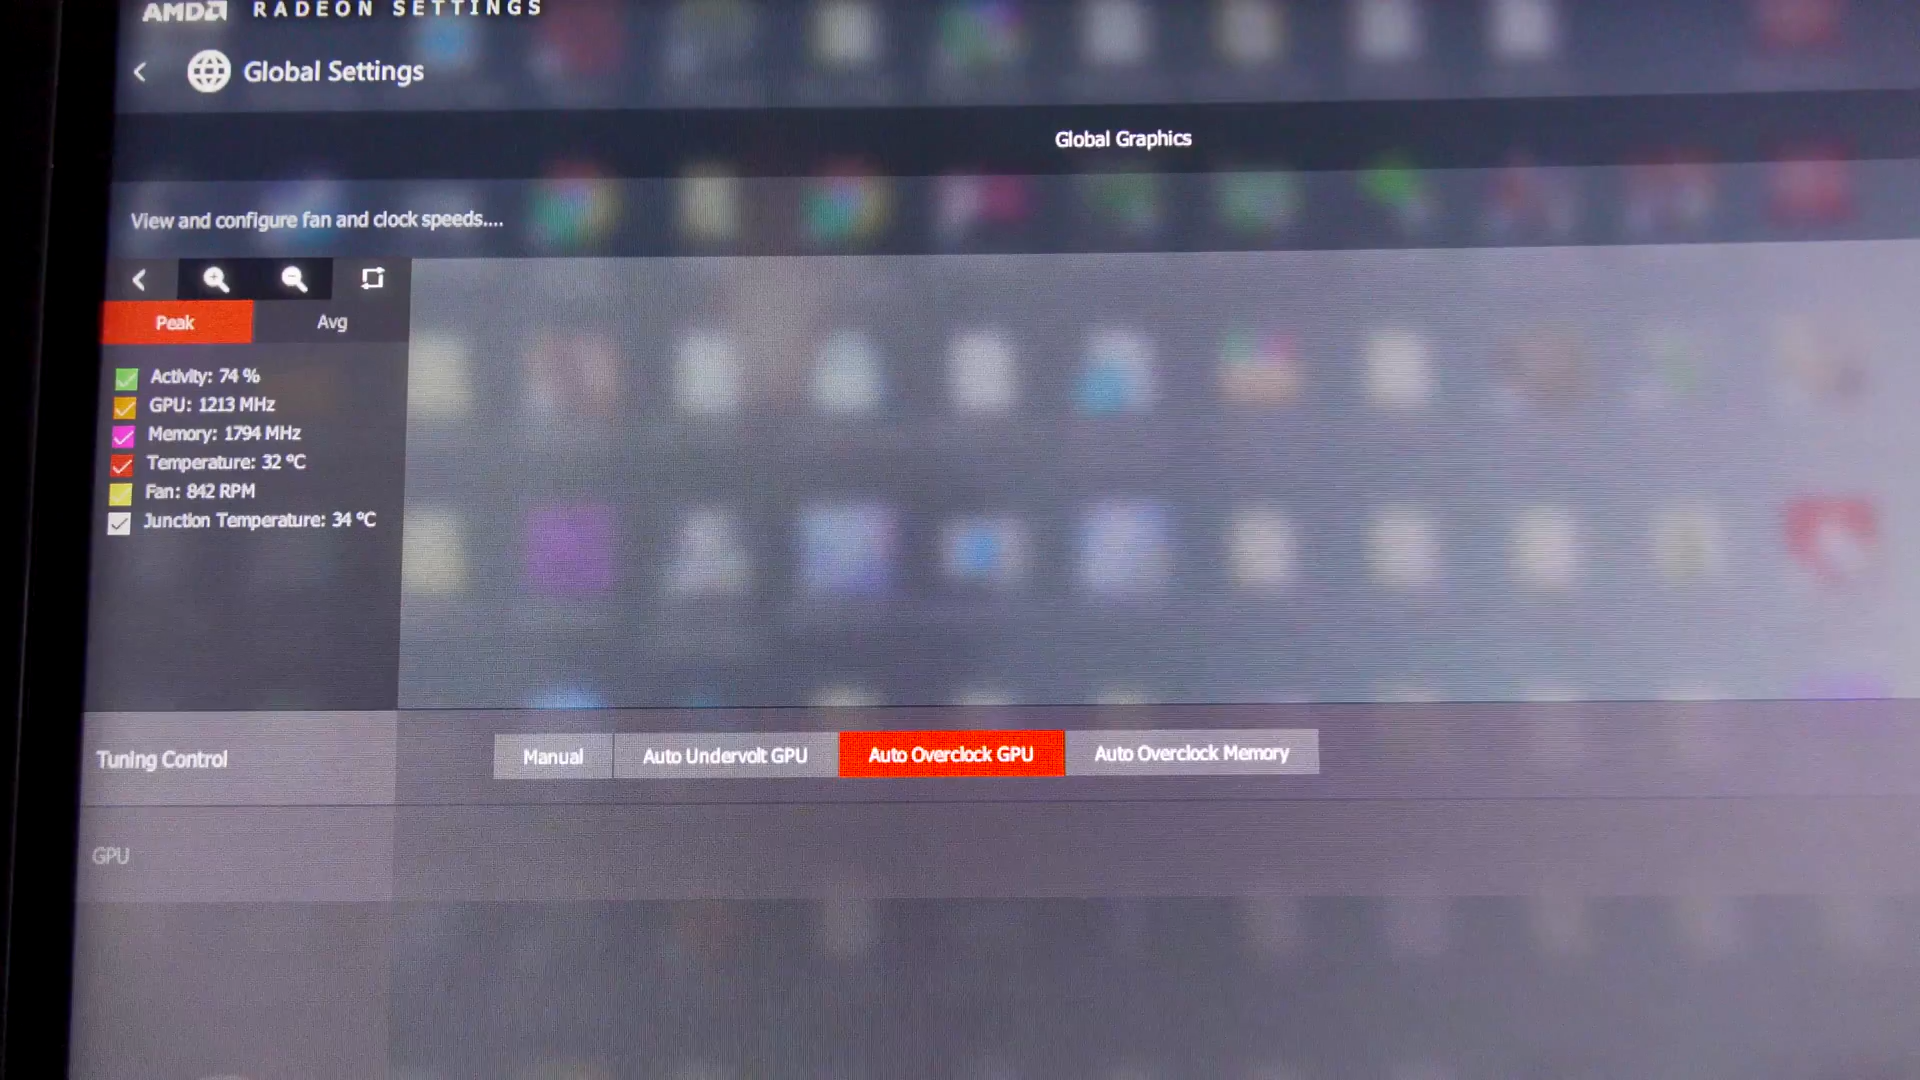 AMD RADEON SETTINGS
Global Settings
Global Graphics
View and configure fan and clock speeds....
Peak
Avg
Activity: 74 %
GPU: 1213 MHz
Memory: 1794 MHz
Temperature: 32 °C
Fan: 842 RPM
Junction Temperature: 34 °C
Tuning Control
Manual
Auto Undervolt GPU
Auto Overclock GPU
Auto Overclock Memory
GPU